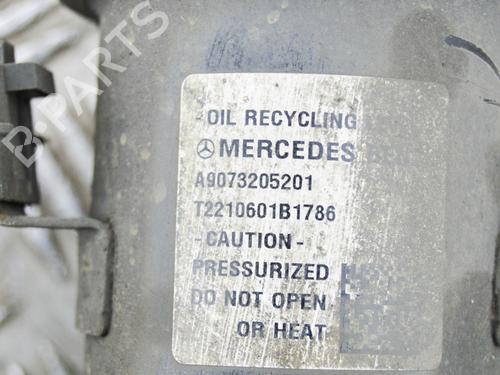 B-PARTS
- OIL RECYCLING
MERCEDES
A9073205201
T2210601B1786
- CAUTION -
PRESSURIZED
DO NOT OPEN
OR HEAT